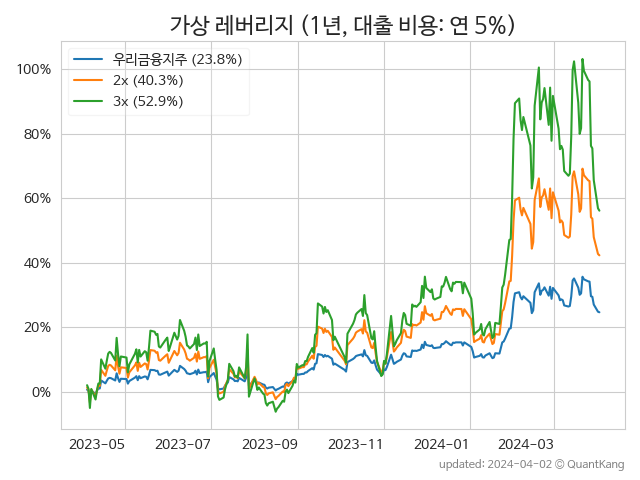 가상 레버리지 (1년, 대출 비용: 연 5%)
우리금융지주 (23.8%)
2x (40.3%)
3x (52.9%)
100%
80%
60%
40%
20%
0%
2023-05 2023-07 2023-09 2023-11 2024-01 2024-03
updated: 2024-04-02 © QuantKang